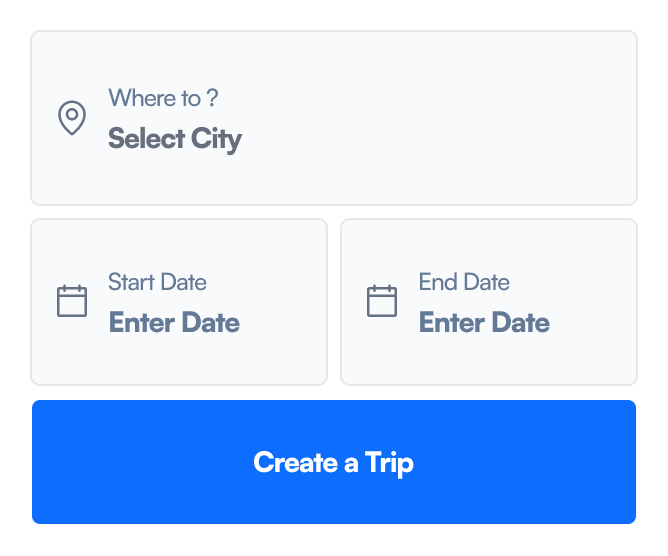 Where to ?
Select City
Start Date
Enter Date
End Date
Enter Date
Create a Trip